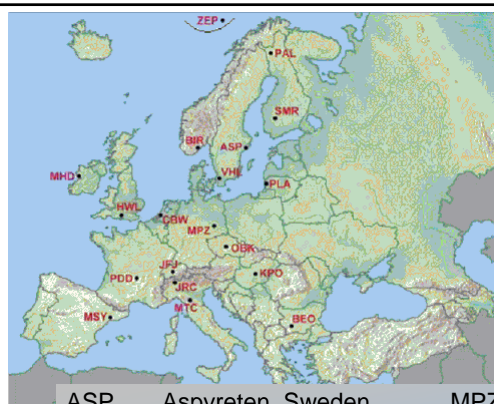 ZEP
PAL
SMR
BIR
ASP
VHL
MHD
PLA
HWL
CBW
MPZ
OBK
JFJ
KPO
PDD
JRC
MTC
MSY
BEO
ASP Aspvreten, Sweden MPZ